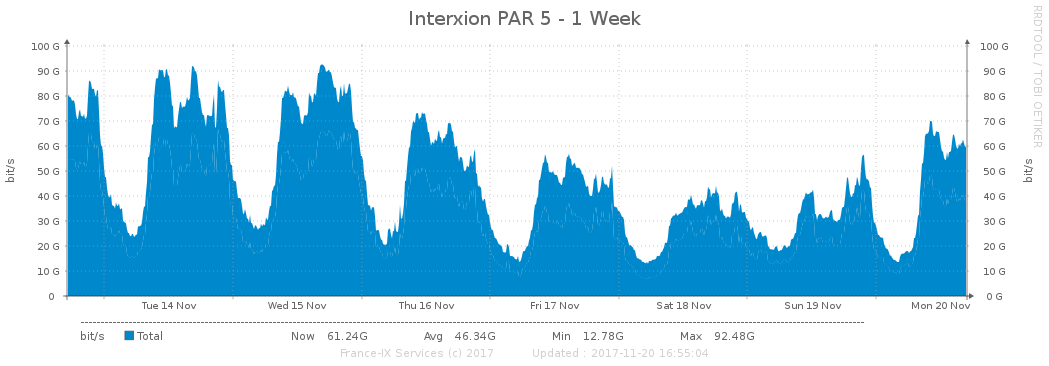 Interxion PAR 5 - 1 Week
RRDTOOL / TOBI OETIKER
bit/s
100 G
90 G
80 G
70 G
60 G
50 G
40 G
30 G
20 G
10 G
0
100 G
90 G
80 G
70 G
60 G
50 G
40 G
30 G
20 G
10 G
0 G
bit/s
Tue 14 Nov Wed 15 Nov Thu 16 Nov Fri 17 Nov Sat 18 Nov Sun 19 Nov Mon 20 Nov
bit/s Total Now 61.24G Avg 46.34G Min 12.78G Max 92.48G
France-IX Services (c) 2017 Updated : 2017-11-20 16:55:04